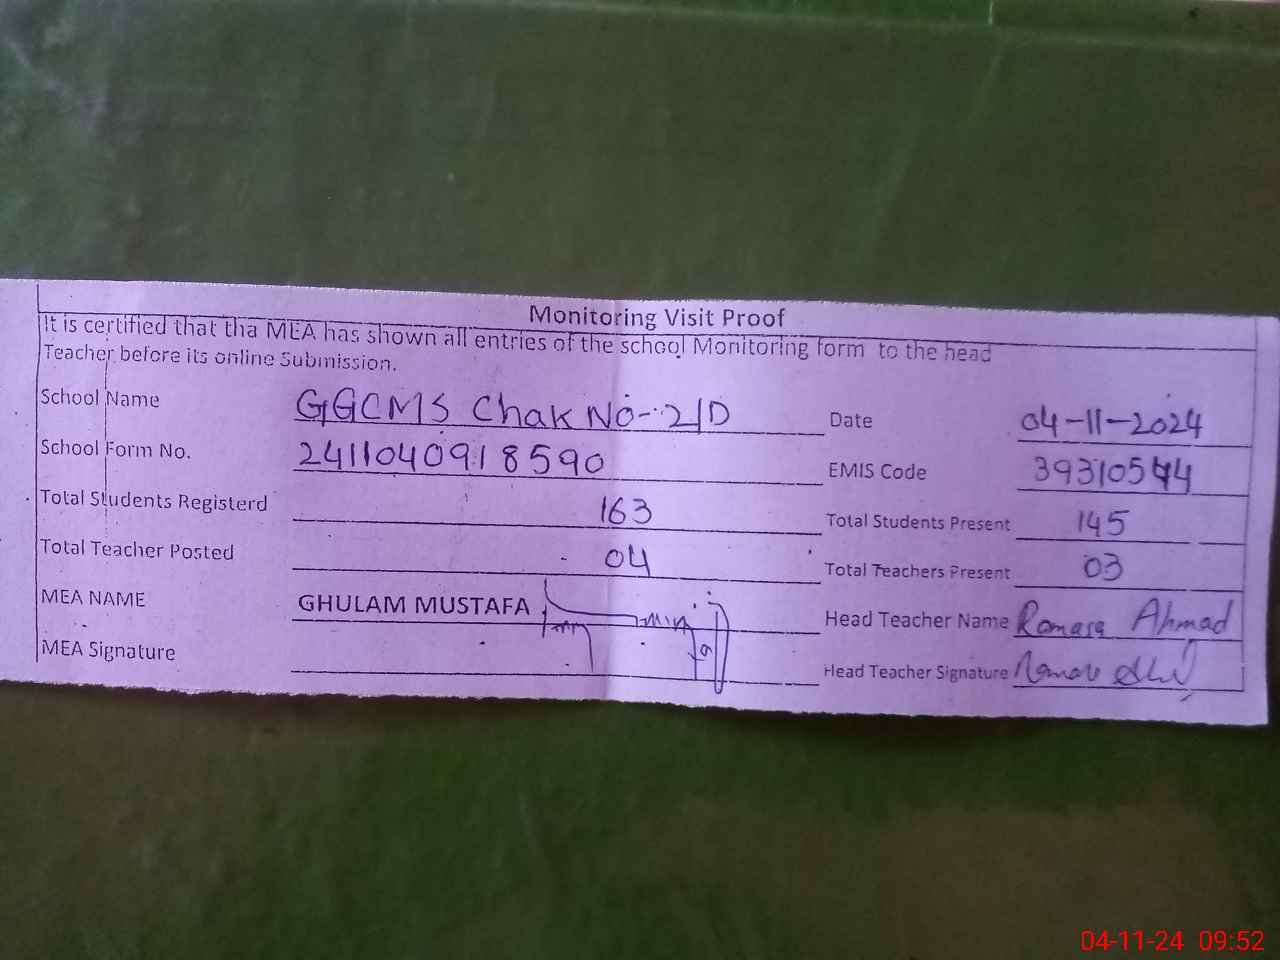 Monitoring Visit Proof
It is certified that tha MEA has shown all entries of the school Monitoring form to the head
Teacher before its online Submission.
School Name GGCMS Chak No-2/D Date 04-11-2024
School Form No. 2411040918590 EMIS Code 39310544
Total Students Registerd 163 Total Students Present 145
Total Teacher Posted 04 Total Teachers Present 03
MEA NAME GHULAM MUSTAFA Head Teacher Name Ahmad
MEA Signature Head Teacher Signature
04-11-24 09:52